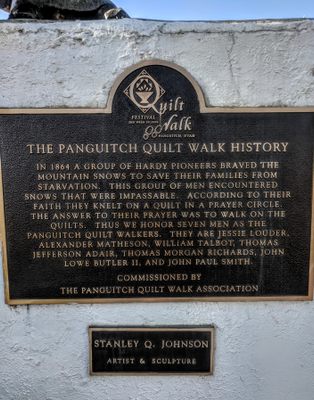 Quilt
Walk
FESTIVAL
PANGUITCH, UTAH
THE PANGUITCH QUILT WALK HISTORY
IN 1864 A GROUP OF HARDY PIONEERS BRAVED THE
MOUNTAIN SNOWS TO SAVE THEIR FAMILIES FROM
STARVATION. THIS GROUP OF MEN ENCOUNTERED
SNOWS THAT WERE IMPASSABLE. ACCORDING TO THEIR
FAITH THEY KNELT ON A QUILT IN A PRAYER CIRCLE.
THE ANSWER TO THEIR PRAYER WAS TO WALK ON THE
QUILTS. THUS WE HONOR SEVEN MEN AS THE
PANGUITCH QUILT WALKERS. THEY ARE JESSIE LOUDER,
ALEXANDER MATHESON, WILLIAM TALBOT, THOMAS
JEFFERSON ADAIR, THOMAS MORGAN RICHARDS, JOHN
LOWE BUTLER II, AND JOHN PAUL SMITH.
COMMISSIONED BY
THE PANGUITCH QUILT WALK ASSOCIATION
STANLEY Q. JOHNSON
ARTIST & SCULPTURE